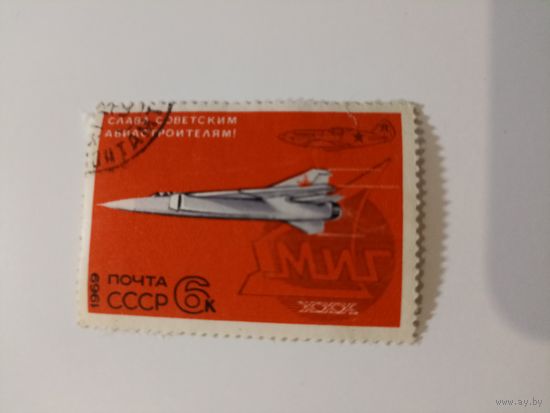 СЛАВА СОВЕТСКИМ
АВИАСТРОИТЕЛЯМ!
МИГ
1969
ПОЧТА
СССР 6к
www.ay.by